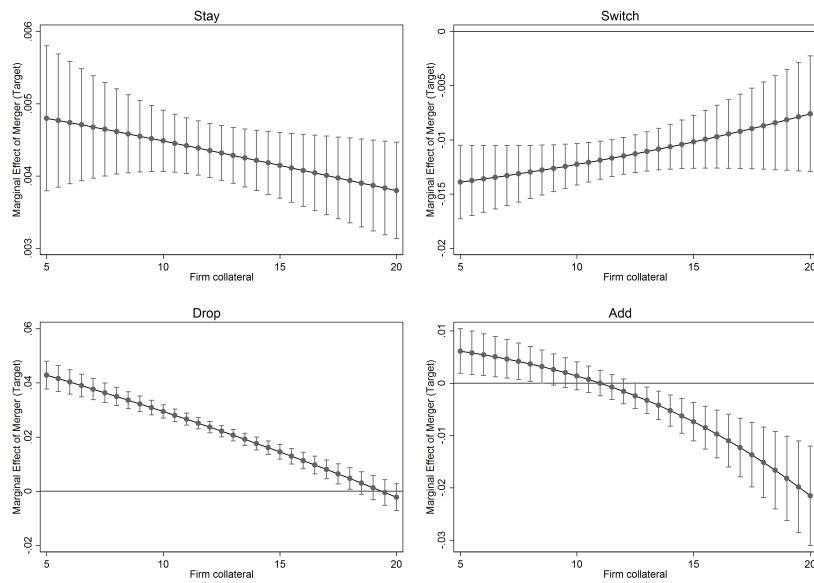 Stay
Marginal Effect of Merger (Target)
.006
.005
.004
.003
5
10
15
20
Firm collateral
Switch
Marginal Effect of Merger (Target)
0
-.005
-.01
-.015
-.02
5
10
15
20
Firm collateral
Drop
Marginal Effect of Merger (Target)
.06
.04
.02
0
-.02
5
10
15
20
Firm collateral
Add
Marginal Effect of Merger (Target)
.01
0
-.01
-.02
-.03
5
10
15
20
Firm collateral